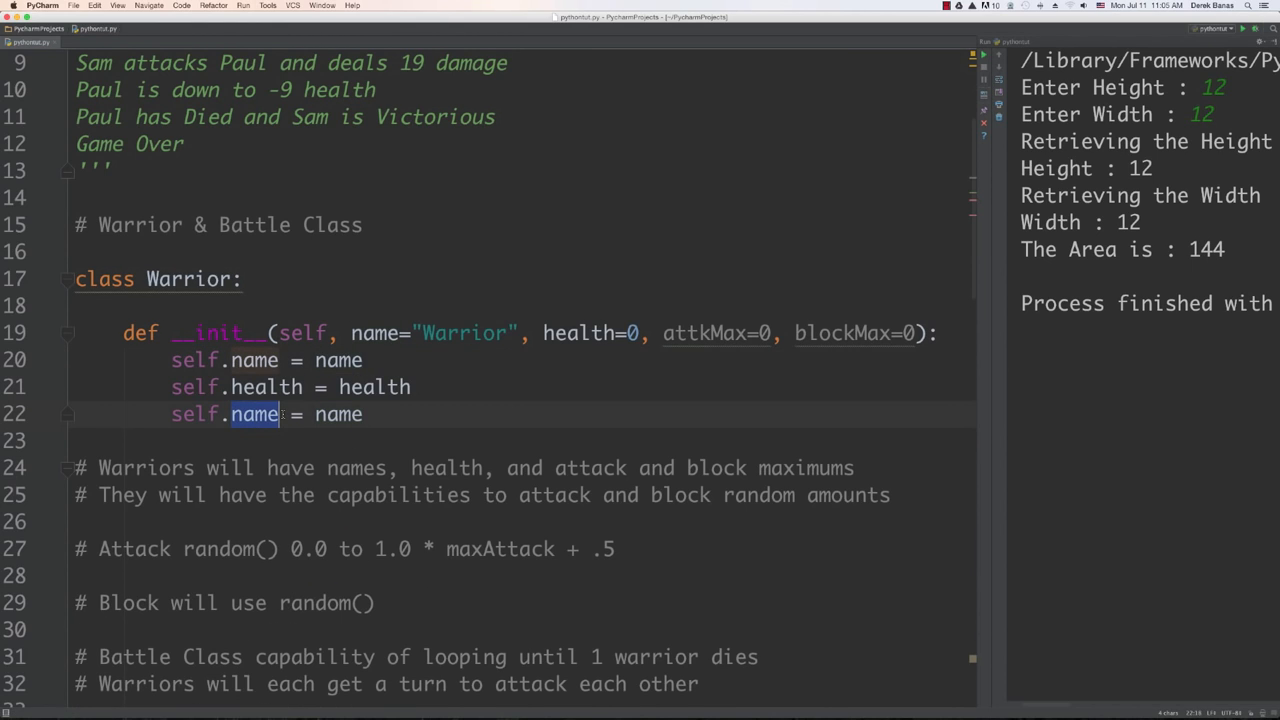 PyCharm File Edit View Navigate Code Refactor Run Tools VCS Window Help
10 Mon Jul 11 11:05 AM Derek Banas
pythontut.py - PycharmProjects - [~/PycharmProjects]
PycharmProjects pythontut.py
pythontut
pythontut.py
Run pythontut
9 Sam attacks Paul and deals 19 damage
10 Paul is down to -9 health
11 Paul has Died and Sam is Victorious
12 Game Over
13 '''
14
15 # Warrior & Battle Class
16
17 class Warrior:
18
19 def __init__(self, name="Warrior", health=0, attkMax=0, blockMax=0):
20 self.name = name
21 self.health = health
22 self.name = name
23
24 # Warriors will have names, health, and attack and block maximums
25 # They will have the capabilities to attack and block random amounts
26
27 # Attack random() 0.0 to 1.0 * maxAttack + .5
28
29 # Block will use random()
30
31 # Battle Class capability of looping until 1 warrior dies
32 # Warriors will each get a turn to attack each other
/Library/Frameworks/Py
Enter Height : 12
Enter Width : 12
Retrieving the Height
Height : 12
Retrieving the Width
Width : 12
The Area is : 144
Process finished with
4 chars 22:18 LF UTF-8